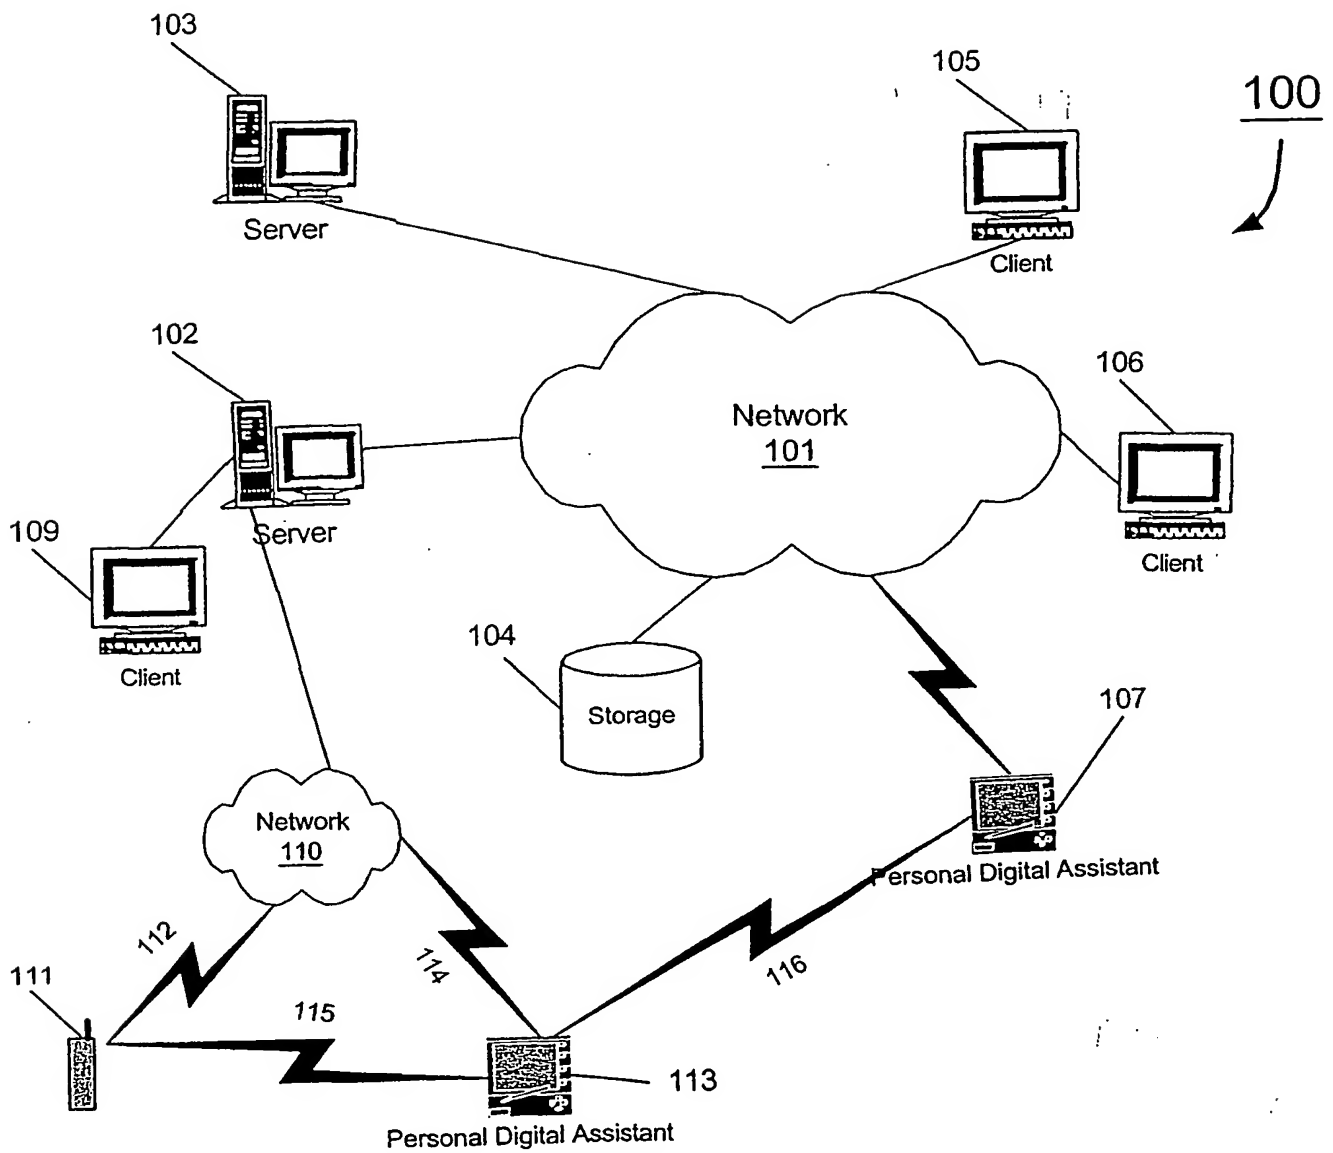 103
105
100
Server
Client
102
106
Network
101
109
Server
Client
104
Client
Storage
107
Network
110
Personal Digital Assistant
112
114
116
111
115
113
Personal Digital Assistant